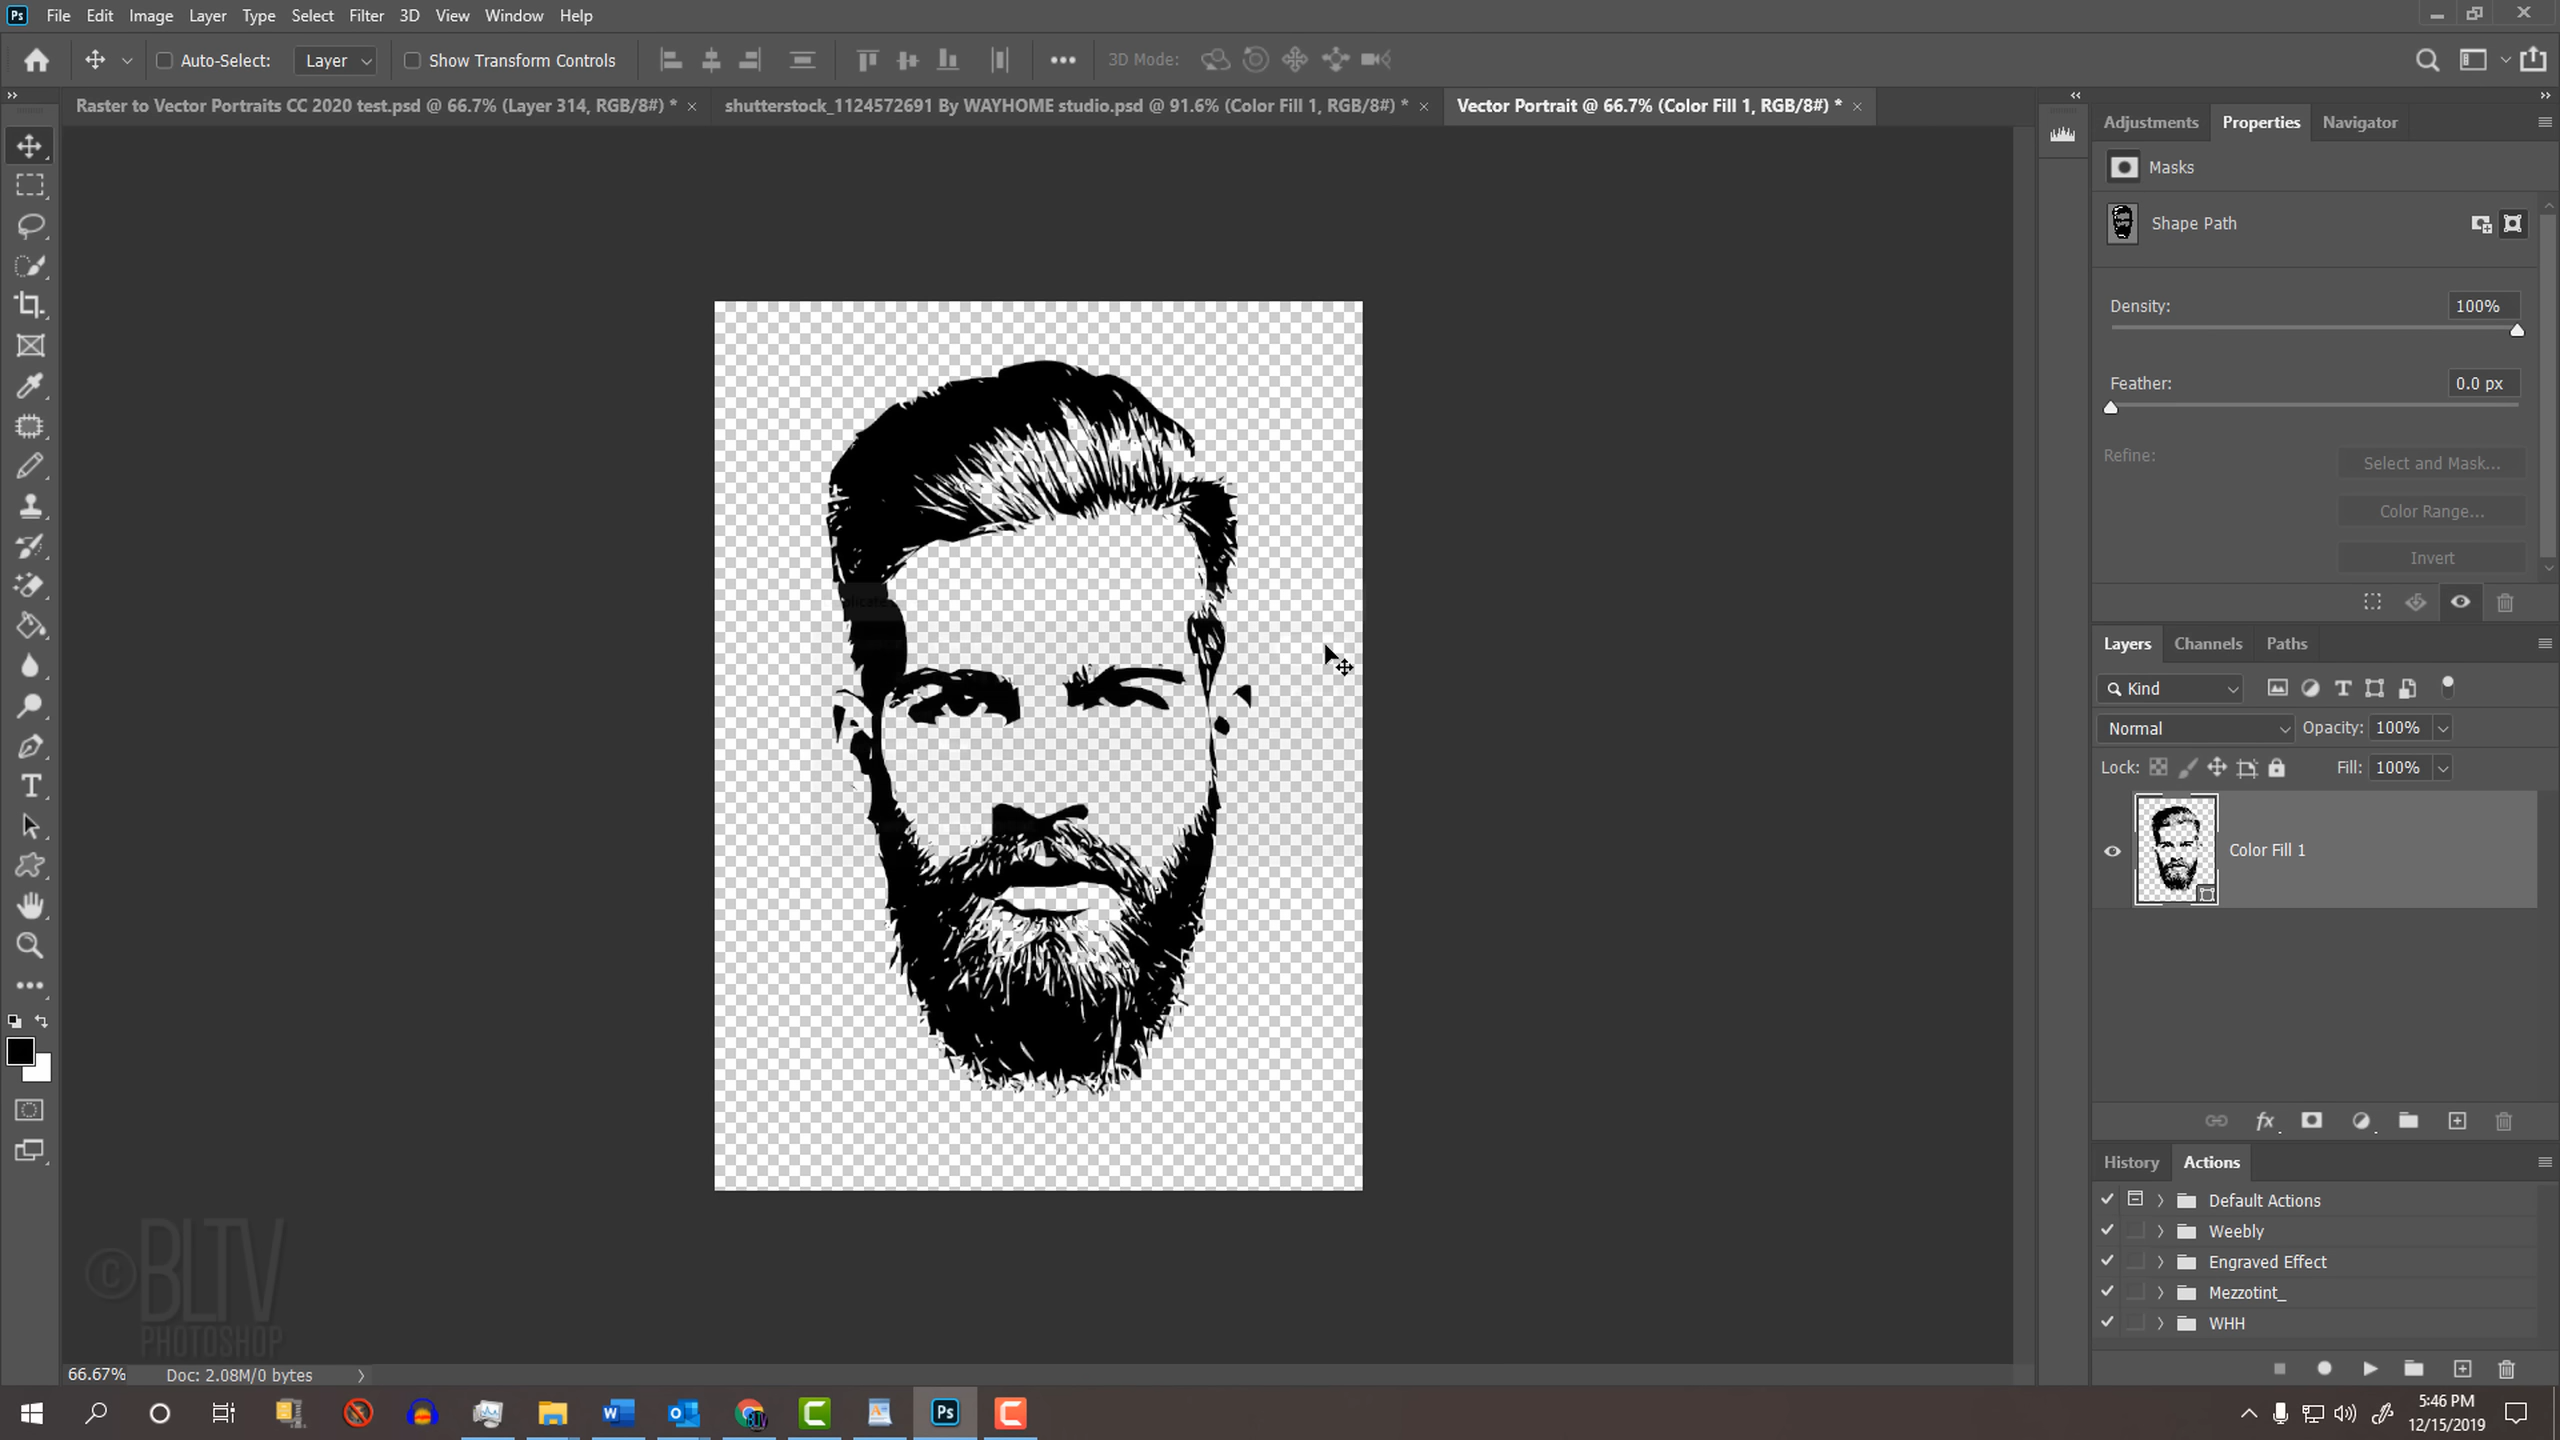 Ps File Edit Image Layer Type Select Filter 3D View Window Help
Auto-Select: Layer Show Transform Controls 3D Mode:
Raster to Vector Portraits CC 2020 test.psd @ 66.7% (Layer 314, RGB/8#) * × shutterstock_1124572691 By WAYHOME studio.psd @ 91.6% (Color Fill 1, RGB/8#) * × Vector Portrait @ 66.7% (Color Fill 1, RGB/8#) * ×
Adjustments Properties Navigator
Masks
Shape Path
Density: 100%
Feather: 0.0 px
Refine: Select and Mask...
Color Range...
Invert
Layers Channels Paths
Kind
Normal Opacity: 100%
Lock: Fill: 100%
Color Fill 1
fx
History Actions
Default Actions
Weebly
Engraved Effect
Mezzotint_
WHH
©BLTV
PHOTOSHOP
66.67% Doc: 2.08M/0 bytes
Ps
5:46 PM
12/15/2019